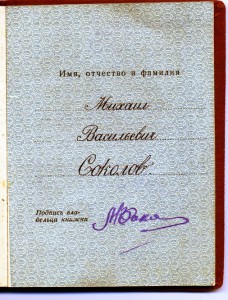 Имя, отчество и фамилия
Михаил
Васильевич
Соколов
Подпись вла-
дельца книжки